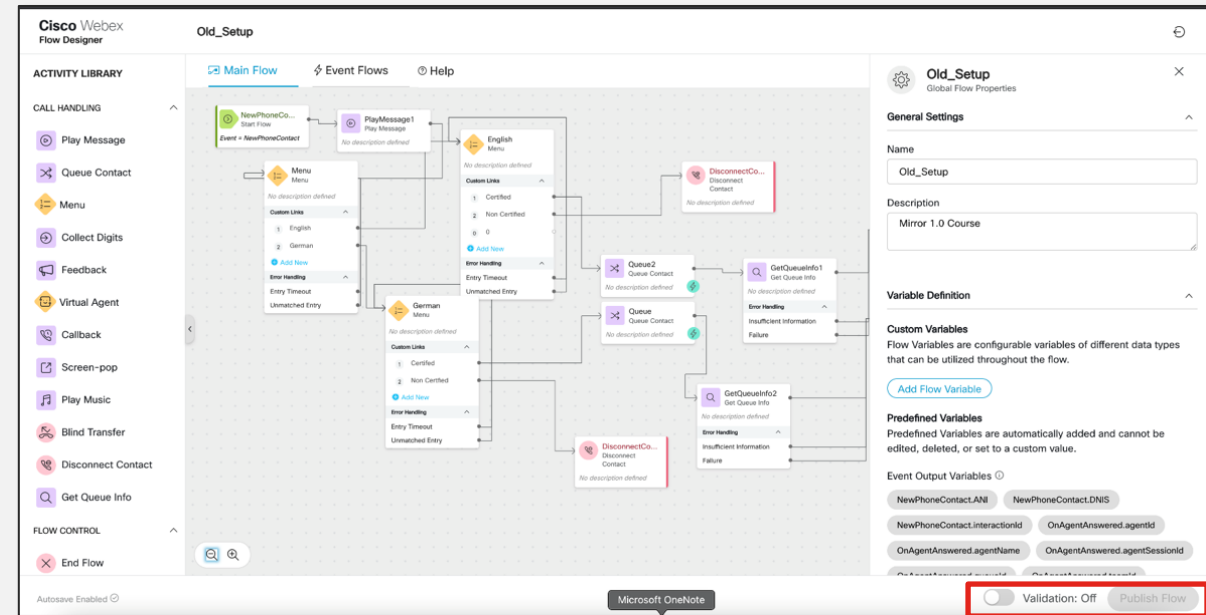 Cisco Webex
Flow Designer
Old_Setup
ACTIVITY LIBRARY
CALL HANDLING
Play Message
Queue Contact
Menu
Collect Digits
Feedback
Virtual Agent
Callback
Screen-pop
Play Music
Blind Transfer
Disconnect Contact
Get Queue Info
FLOW CONTROL
End Flow
Main Flow
Event Flows
Help
NewPhoneCo...
Start Flow
Event = NewPhoneContact
PlayMessage1
Play Message
No description defined
Menu
Menu
No description defined
Custom Links
1 English
2 German
Add New
Error Handling
Entry Timeout
Unmatched Entry
English
Menu
No description defined
Custom Links
1 Certified
2 Non Certified
0 0
Add New
Error Handling
Entry Timeout
Unmatched Entry
German
Menu
No description defined
Custom Links
1 Certifed
2 Non Certified
Add New
Error Handling
Entry Timeout
Unmatched Entry
DisconnectCo...
Disconnect
Contact
No description defined
Queue2
Queue Contact
No description defined
Queue
Queue Contact
No description defined
GetQueueInfo1
Get Queue Info
No description defined
Error Handling
Insufficient Information
Failure
GetQueueInfo2
Get Queue Info
No description defined
Error Handling
Insufficient Information
Failure
DisconnectCo...
Disconnect
Contact
No description defined
Old_Setup
Global Flow Properties
General Settings
Name
Old_Setup
Description
Mirror 1.0 Course
Variable Definition
Custom Variables
Flow Variables are configurable variables of different data types
that can be utilized throughout the flow.
Add Flow Variable
Predefined Variables
Predefined Variables are automatically added and cannot be
edited, deleted, or set to a custom value.
Event Output Variables
NewPhoneContact.ANI NewPhoneContact.DNIS
NewPhoneContact.interactionId OnAgentAnswered.agentId
OnAgentAnswered.agentName OnAgentAnswered.agentSessionId
Autosave Enabled
Microsoft OneNote
Validation: Off
Publish Flow